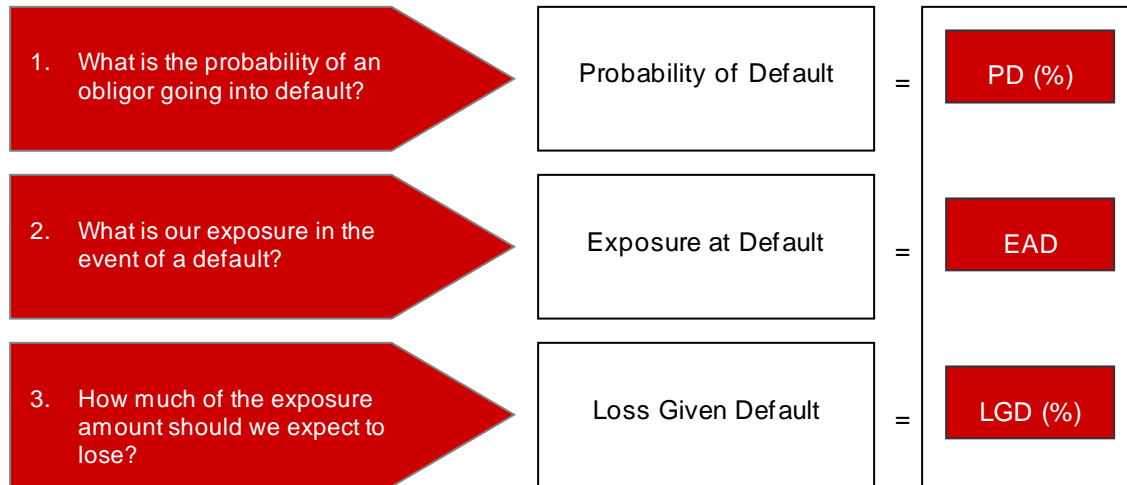 1. What is the probability of an
obligor going into default?
Probability of Default
=
PD (%)
2. What is our exposure in the
event of a default?
Exposure at Default
=
EAD
3. How much of the exposure
amount should we expect to
lose?
Loss Given Default
=
LGD (%)